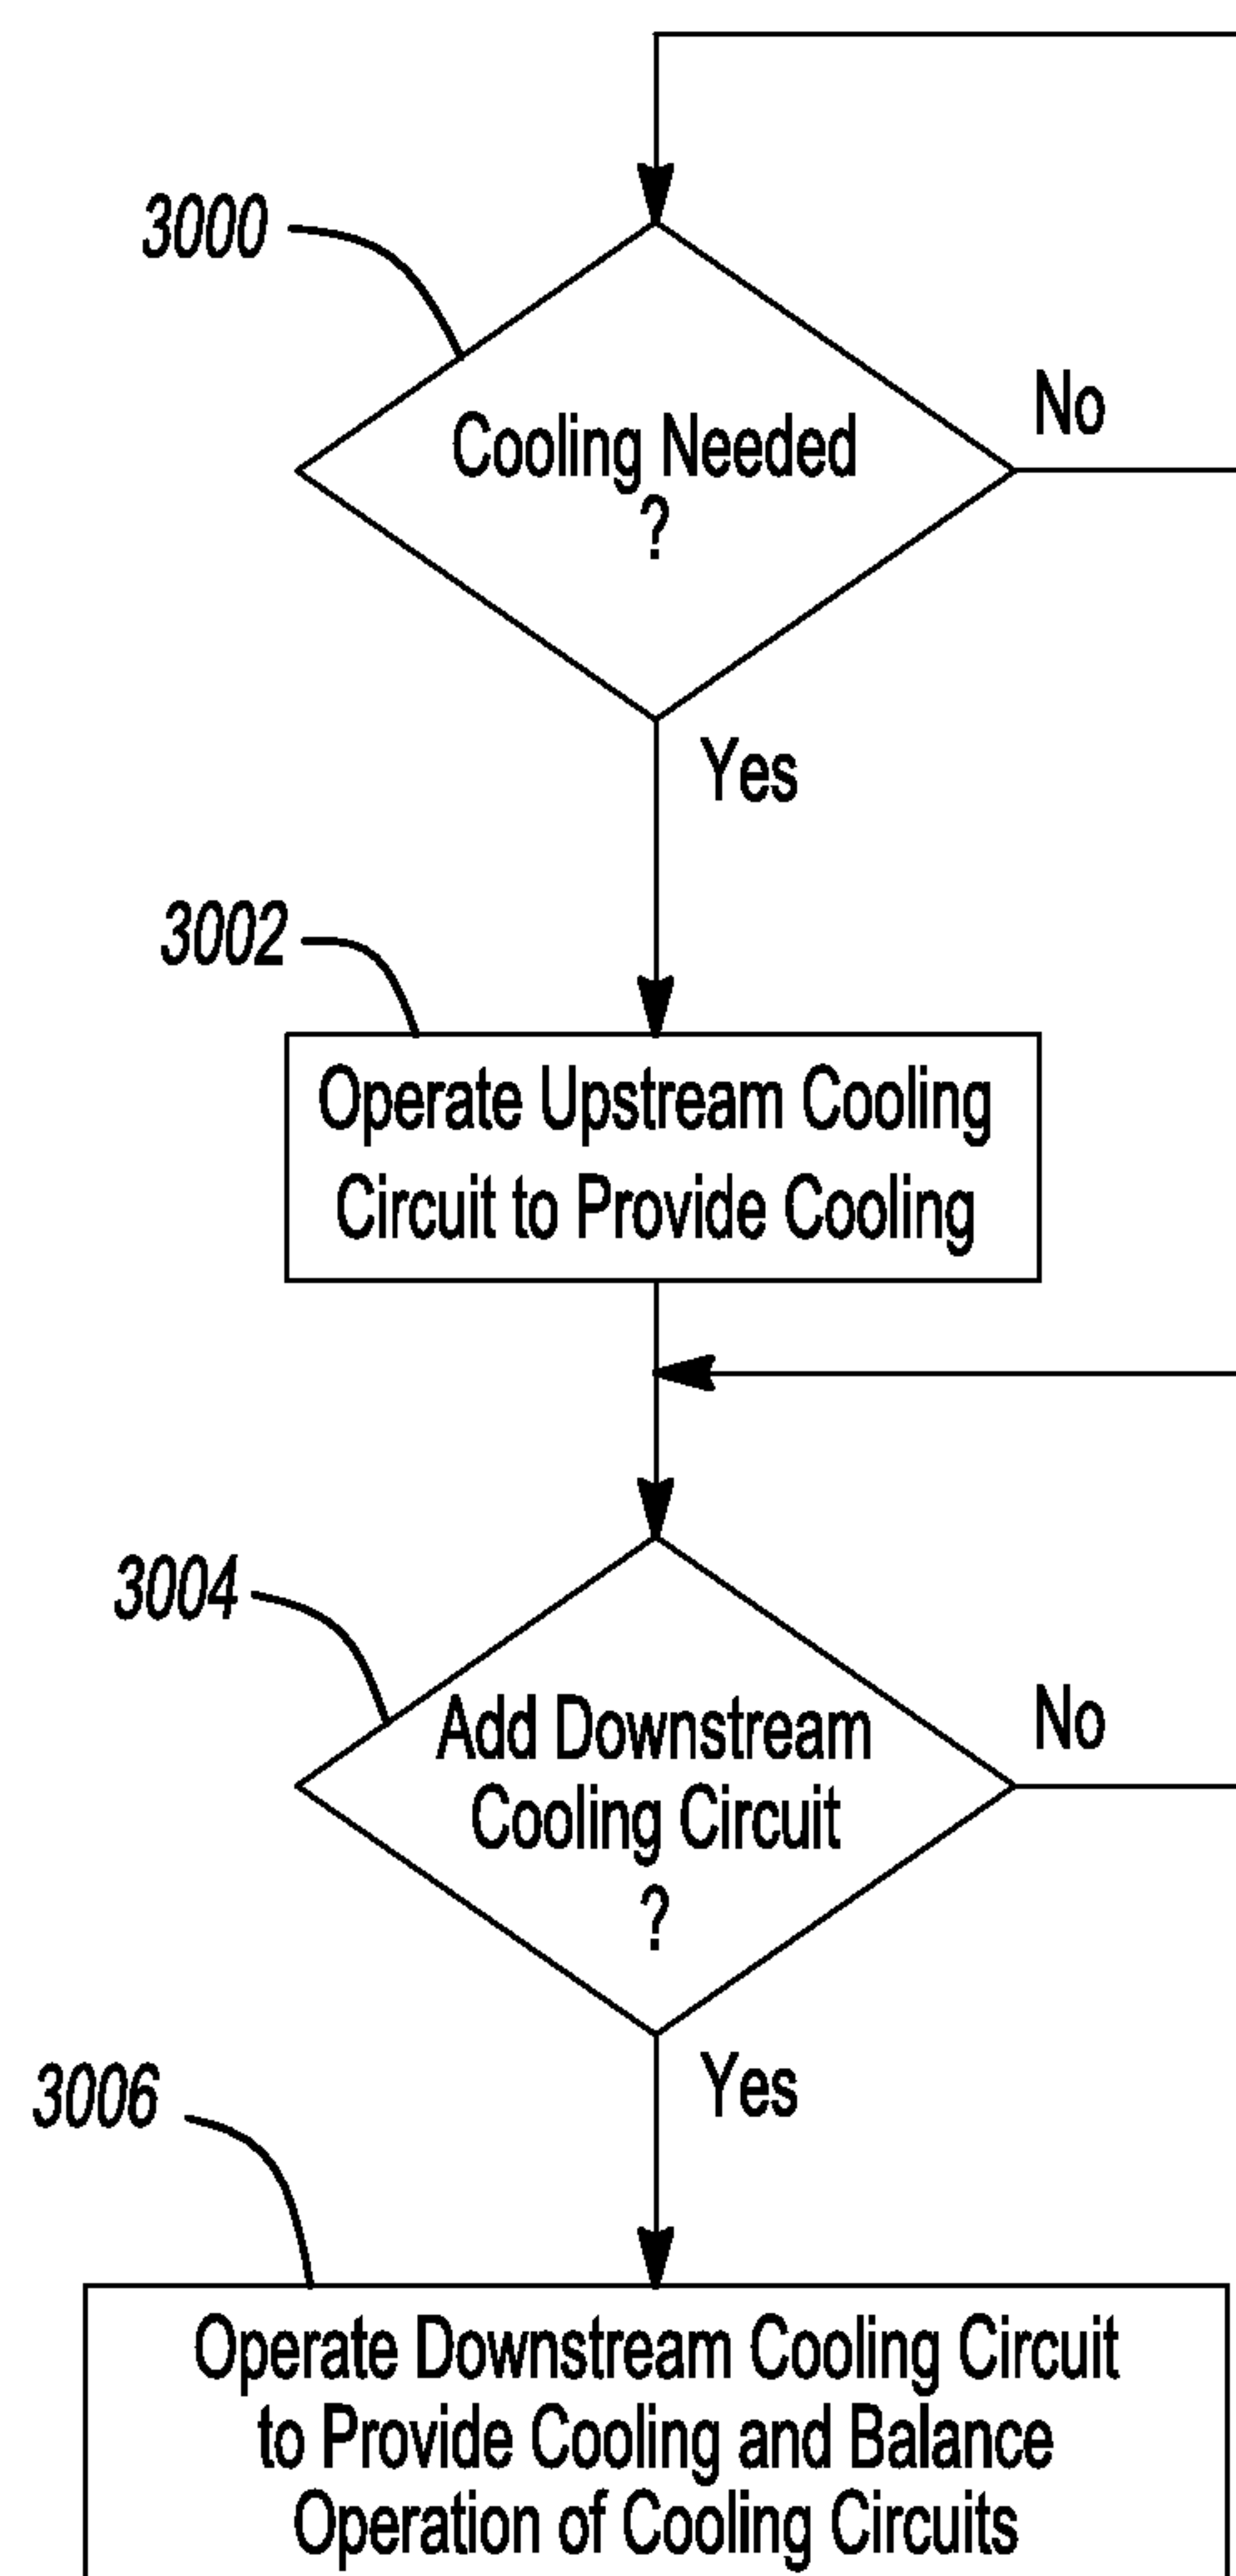 3000
Cooling Needed
?
No
Yes
3002
Operate Upstream Cooling
Circuit to Provide Cooling
3004
Add Downstream
Cooling Circuit
?
No
Yes
3006
Operate Downstream Cooling Circuit
to Provide Cooling and Balance
Operation of Cooling Circuits